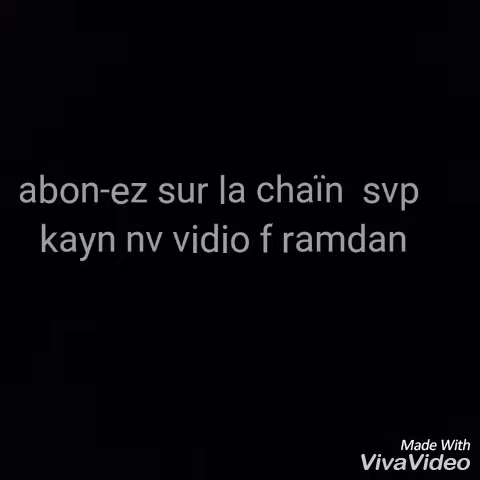 abon-ez sur la chaïn svp
kayn nv vidio f ramdan
Made With
VivaVideo